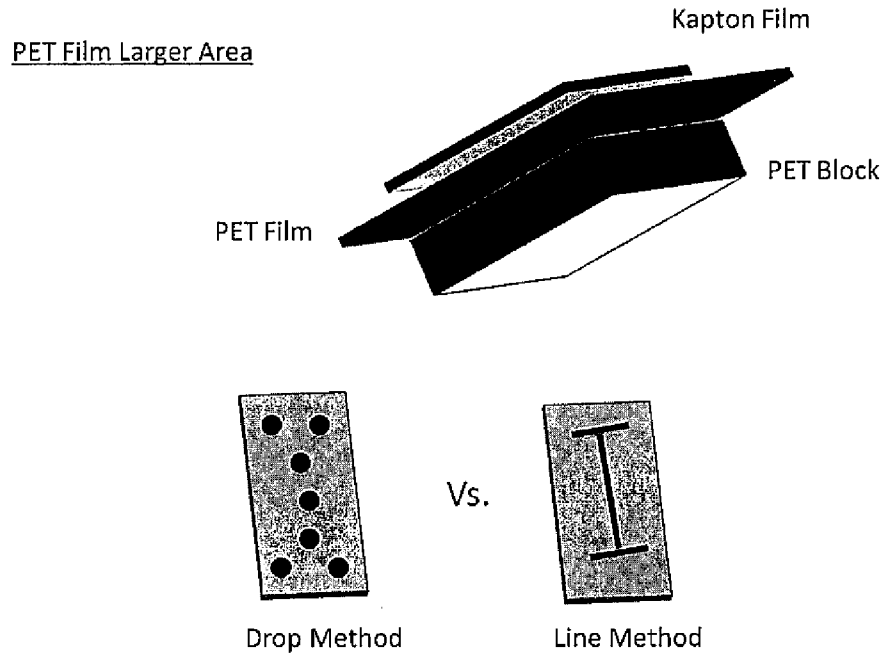 Kapton Film
PET Film Larger Area
PET Block
PET Film
Vs.
Drop Method
Line Method